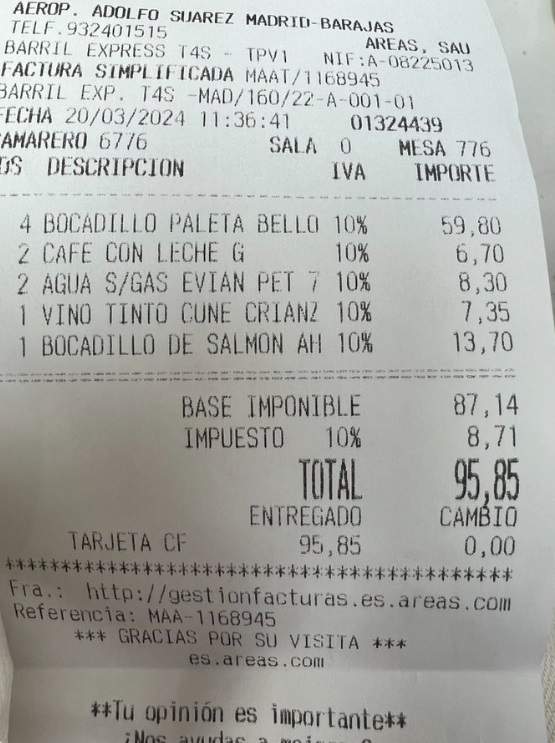 AEROP. ADOLFO SUAREZ MADRID-BARAJAS
TELF.932401515 AREAS, SAU
BARRIL EXPRESS T4S - TPV1 NIF:A-08225013
FACTURA SIMPLIFICADA MAAT/1168945
BARRIL EXP. T4S -MAD/160/22-A-001-01
FECHA 20/03/2024 11:36:41 01324439
CAMARERO 6776 SALA 0 MESA 776
DS DESCRIPCION IVA IMPORTE
4 BOCADILLO PALETA BELLO 10% 59,80
2 CAFE CON LECHE G 10% 6,70
2 AGUA S/GAS EVIAN PET 7 10% 8,30
1 VINO TINTO CUNE CRIANZ 10% 7,35
1 BOCADILLO DE SALMON AH 10% 13,70
BASE IMPONIBLE 87,14
IMPUESTO 10% 8,71
TOTAL 95,85
ENTREGADO CAMBIO
TARJETA CF 95,85 0,00
********************************************
Fra.: http://gestionfacturas.es.areas.com
Referencia: MAA-1168945
*** GRACIAS POR SU VISITA ***
es.areas.com
**Tu opinión es importante**
¿Nos ayudas a